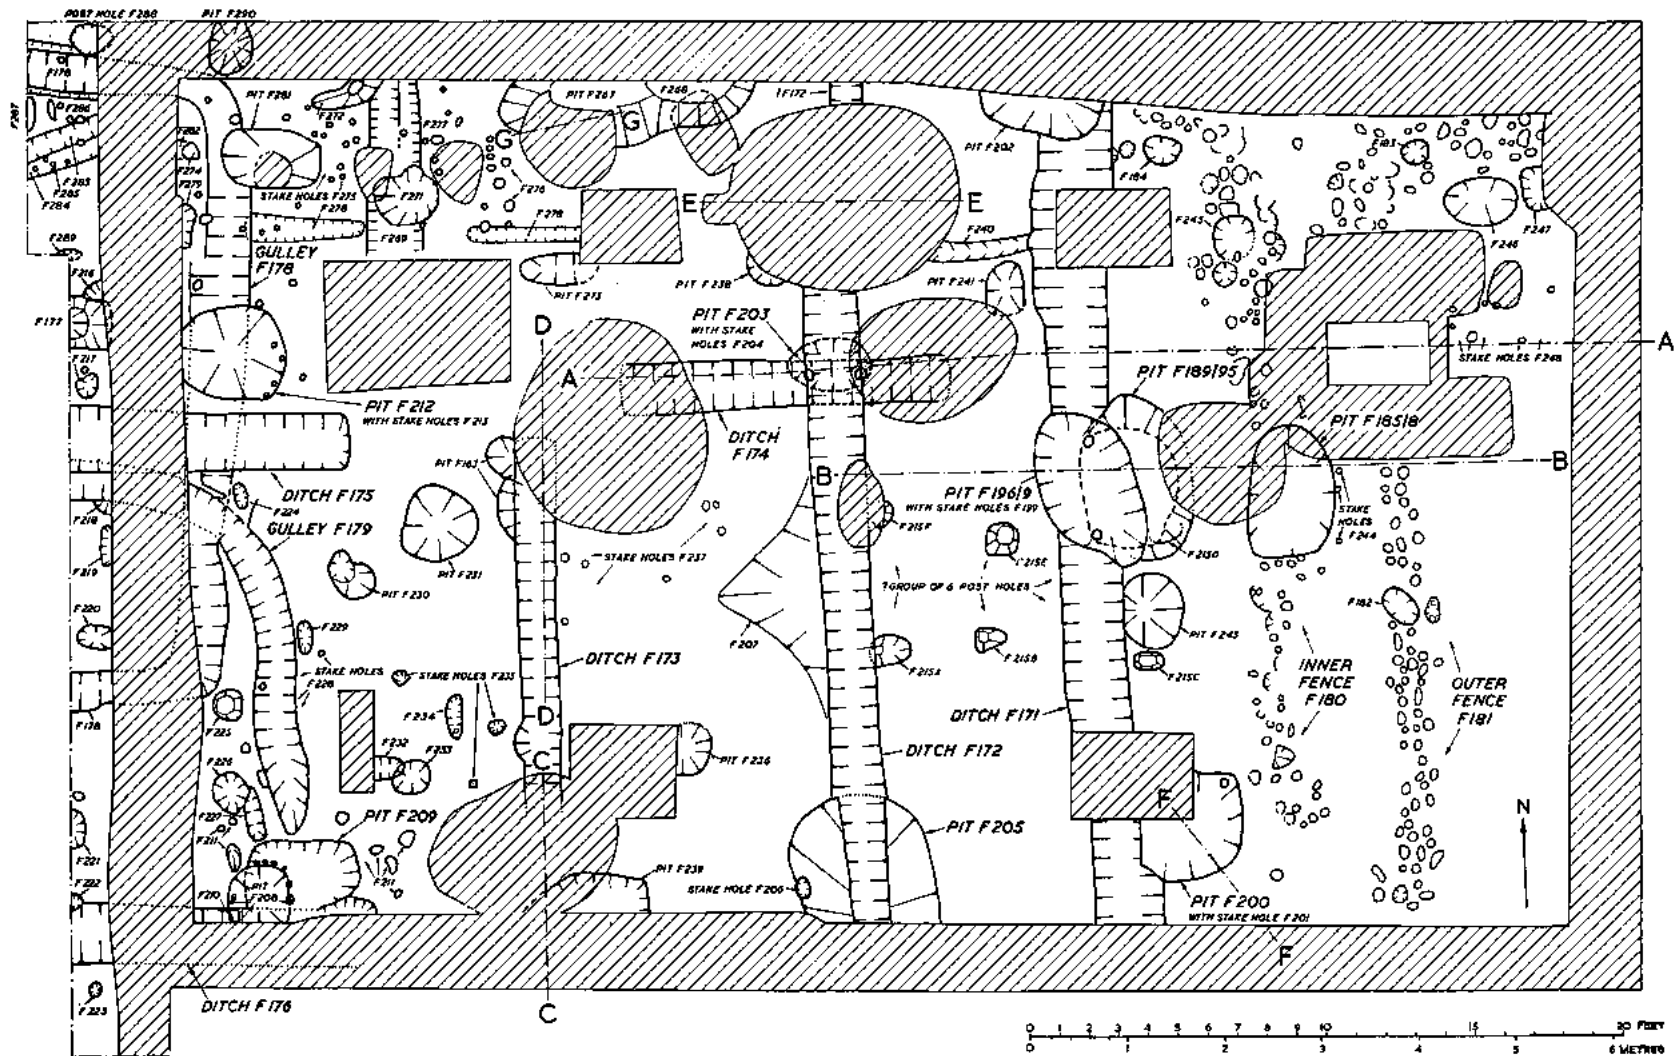 POST HOLE F288
PIT F290
F178
F287
F286
F283
F285
F284
F289
F216
F177
F217
F218
F219
F220
F178
F221
F222
F223
PIT F281
F282
F274
F279
F272
F277
STAKE HOLES F275
F278
F271
F269
GULLEY
F178
PIT F267
F268
G
G
F276
F278
PIT F273
?F172
E
E
PIT F238
F240
PIT F241
PIT F202
F184
F183
F245
F246
F247
STAKE HOLES F248
D
A
A
PIT F203
WITH STAKE
HOLES F204
PIT F189/95
PIT F185/8
PIT F212
WITH STAKE HOLES F213
DITCH
F174
DITCH F175
F224
GULLEY F179
PIT F231
PIT F230
F229
STAKE HOLES
F228
PIT F163
B
B
PIT F196/9
WITH STAKE HOLES F199
F215F
F215E
F215D
STAKE
HOLES
F244
STAKE HOLES F237
?GROUP OF 6 POST HOLES
F207
F182
PIT F243
DITCH F173
F215A
F215B
F215C
INNER
FENCE
F180
OUTER
FENCE
F181
STAKE HOLES F235
F234
F225
D
DITCH F171
DITCH F172
F232
F233
C
PIT F236
F226
F227
F211
PIT F209
F211
F210
PIT
F208
PIT F239
STAKE HOLE F206
PIT F205
F
PIT F200
WITH STAKE HOLE F201
F
N
DITCH F176
C
0 1 2 3 4 5 6 7 8 9 10 15 20 FEET
0 1 2 3 4 5 6 METRES